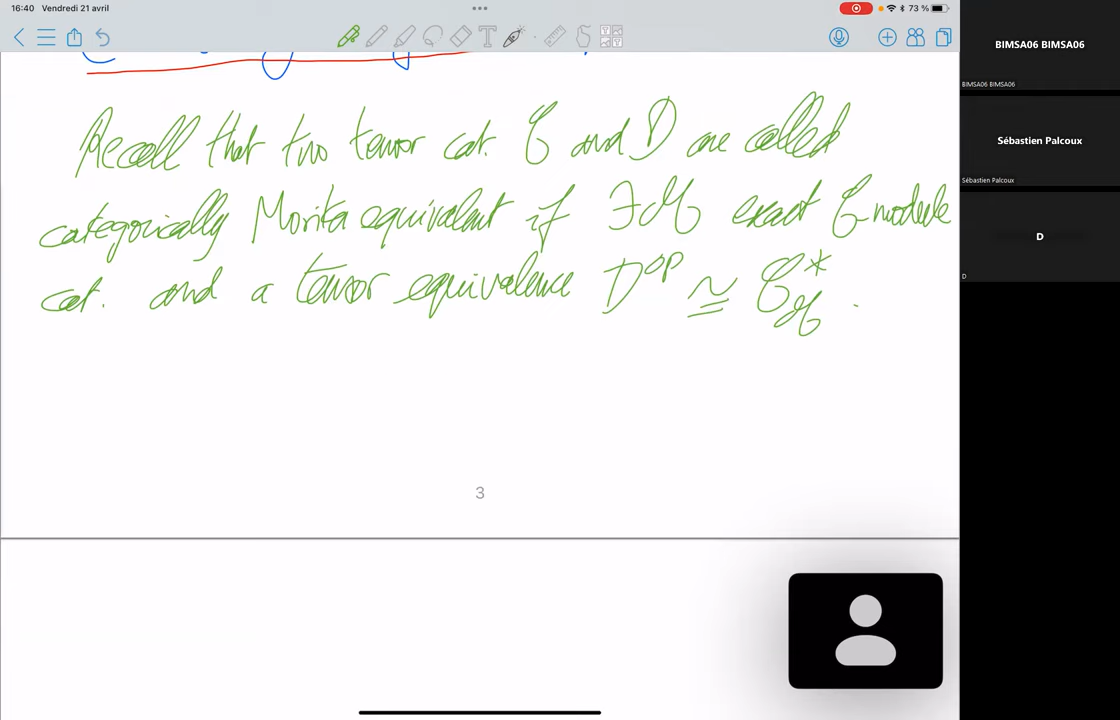 16:40 Vendredi 21 avril
73 %
Recall that two tensor cat. C and D are called
categorically Morita equivalent if ∃ M exact C-module
cat. and a tensor equivalence D^op ≃ C*_M .
3
BIMSA06 BIMSA06
BIMSA06 BIMSA06
Sébastien Palcoux
Sébastien Palcoux
D
D